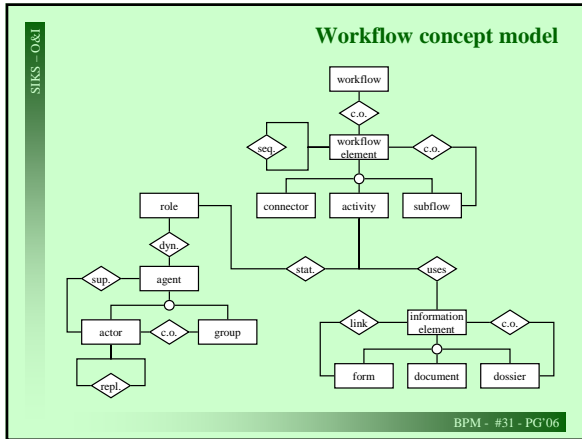 SIKS – O&I
Workflow concept model
workflow
c.o.
workflow
element
seq.
c.o.
connector
activity
subflow
role
dyn.
stat.
uses
sup.
agent
actor
c.o.
group
repl.
link
information
element
c.o.
form
document
dossier
BPM - #31 - PG'06